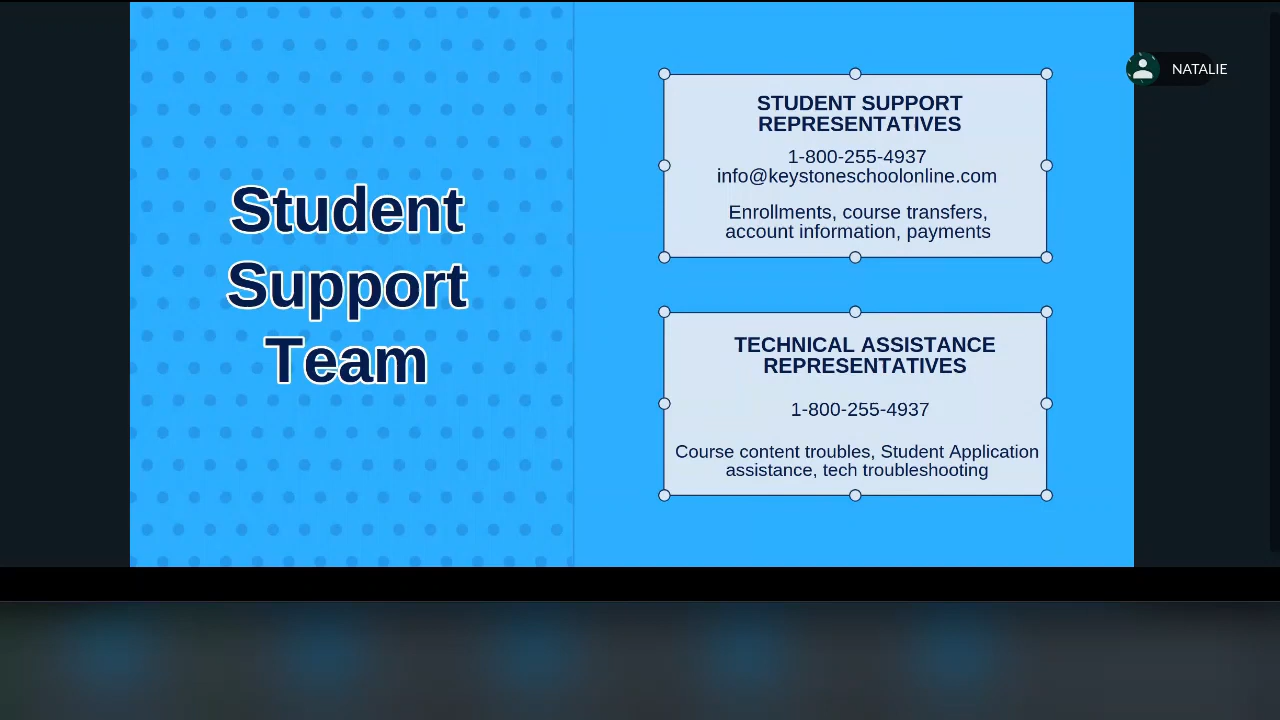 Student
Support
Team
STUDENT SUPPORT
REPRESENTATIVES
1-800-255-4937
info@keystoneschoolonline.com
Enrollments, course transfers,
account information, payments
TECHNICAL ASSISTANCE
REPRESENTATIVES
1-800-255-4937
Course content troubles, Student Application
assistance, tech troubleshooting
NATALIE